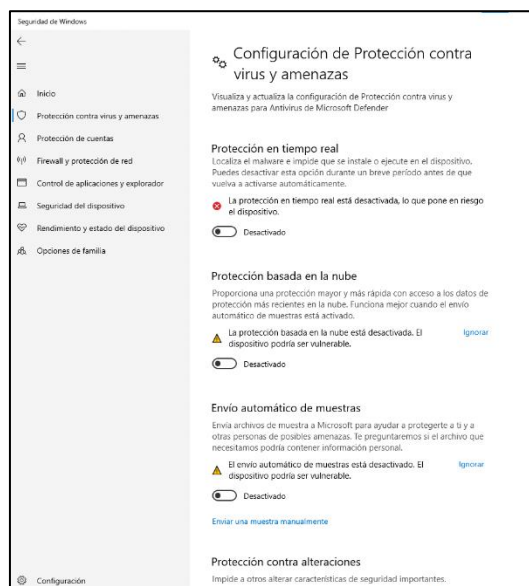 Seguridad de Windows
Inicio
Protección contra virus y amenazas
Protección de cuentas
Firewall y protección de red
Control de aplicaciones y explorador
Seguridad del dispositivo
Rendimiento y estado del dispositivo
Opciones de familia
Configuración
Configuración de Protección contra
virus y amenazas
Visualiza y actualiza la configuración de Protección contra virus y
amenazas para Antivirus de Microsoft Defender
Protección en tiempo real
Localiza el malware e impide que se instale o ejecute en el dispositivo.
Puedes desactivar esta opción durante un breve período antes de que
vuelva a activarse automáticamente.
La protección en tiempo real está desactivada, lo que pone en riesgo
el dispositivo.
Desactivado
Protección basada en la nube
Proporciona una protección mayor y más rápida con acceso a los datos de
protección más recientes en la nube. Funciona mejor cuando el envío
automático de muestras está activado.
La protección basada en la nube está desactivada. El
dispositivo podría ser vulnerable.
Ignorar
Desactivado
Envío automático de muestras
Envía archivos de muestra a Microsoft para ayudar a protegerte a ti y a
otras personas de posibles amenazas. Te preguntaremos si el archivo que
necesitamos podría contener información personal.
El envío automático de muestras está desactivado. El
dispositivo podría ser vulnerable.
Ignorar
Desactivado
Enviar una muestra manualmente
Protección contra alteraciones
Impide a otros alterar características de seguridad importantes.